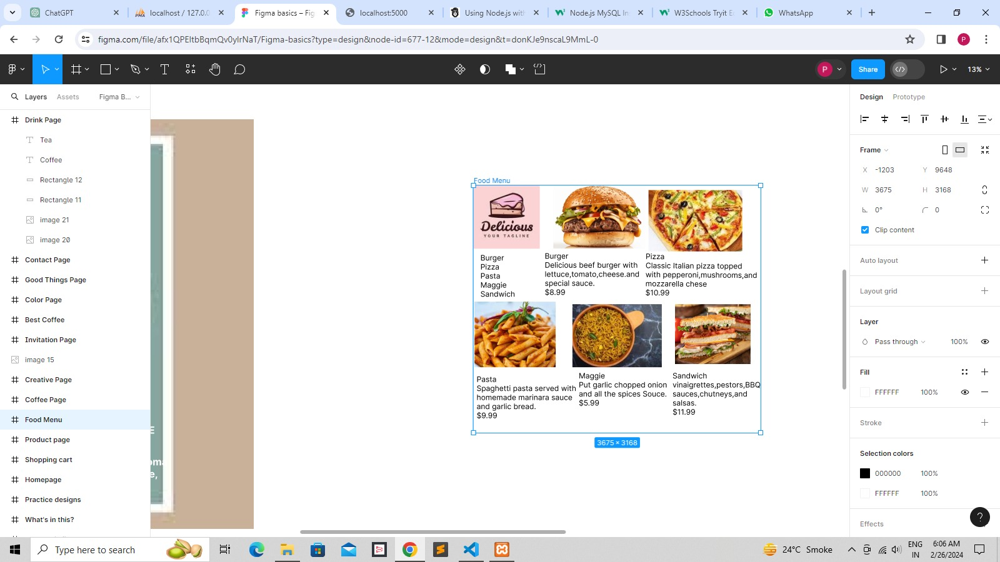 ChatGPT
localhost / 127.0.0
Figma basics – Fig
localhost:5000
Using Node.js with
Node.js MySQL In
W3Schools Tryit E
WhatsApp
figma.com/file/afx1QPEItbBqmQv0yIrNaT/Figma-basics?type=design&node-id=677-12&mode=design&t=donKJe9nscaL9MmL-0
P
P
Share
13%
Layers
Assets
Figma B...
Drink Page
Tea
Coffee
Rectangle 12
Rectangle 11
image 21
image 20
Contact Page
Good Things Page
Color Page
Best Coffee
Invitation Page
image 15
Creative Page
Coffee Page
Food Menu
Product page
Shopping cart
Homepage
Practice designs
What's in this?
E
oma
e,
Food Menu
Delicious
YOUR TAGLINE
Burger
Pizza
Pasta
Maggie
Sandwich
Burger
Delicious beef burger with
lettuce,tomato,cheese.and
special sauce.
$8.99
Pizza
Classic Italian pizza topped
with pepperoni,mushrooms,and
mozzarella chese
$10.99
Pasta
Spaghetti pasta served with
homemade marinara sauce
and garlic bread.
$9.99
Maggie
Put garlic chopped onion
and all the spices Souce.
$5.99
Sandwich
vinaigrettes,pestors,BBQ
sauces,chutneys,and
salsas.
$11.99
3675 × 3168
Design
Prototype
Frame
X -1203
Y 9648
W 3675
H 3168
0°
0
Clip content
Auto layout
Layout grid
Layer
Pass through
100%
Fill
FFFFFF
100%
Stroke
Selection colors
000000
100%
FFFFFF
100%
Effects
?
Type here to search
24°C Smoke
ENG
IN
6:06 AM
2/26/2024